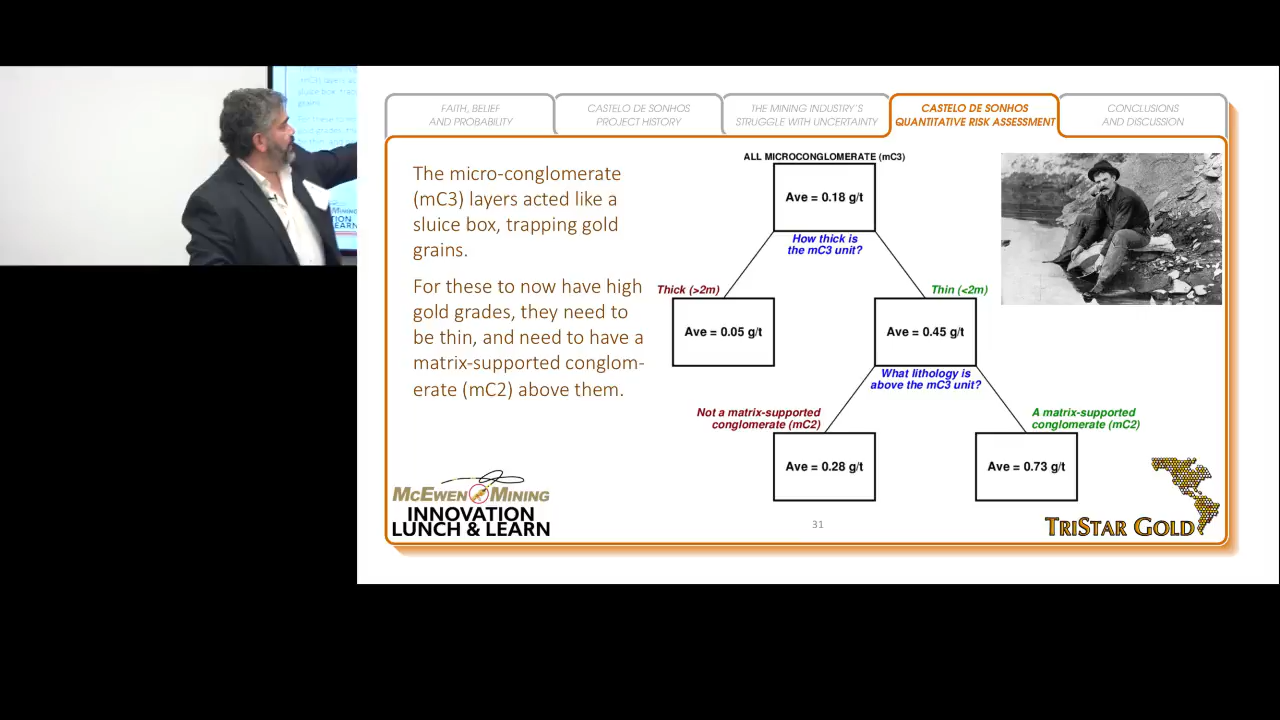 FAITH, BELIEF
AND PROBABILITY
CASTELO DE SONHOS
PROJECT HISTORY
THE MINING INDUSTRY'S
STRUGGLE WITH UNCERTAINTY
CASTELO DE SONHOS
QUANTITATIVE RISK ASSESSMENT
CONCLUSIONS
AND DISCUSSION
The micro-conglomerate
(mC3) layers acted like a
sluice box, trapping gold
grains.
For these to now have high
gold grades, they need to
be thin, and need to have a
matrix-supported conglom-
erate (mC2) above them.
ALL MICROCONGLOMERATE (mC3)
Ave = 0.18 g/t
How thick is
the mC3 unit?
Thick (>2m)
Thin (<2m)
Ave = 0.05 g/t
Ave = 0.45 g/t
What lithology is
above the mC3 unit?
Not a matrix-supported
conglomerate (mC2)
A matrix-supported
conglomerate (mC2)
Ave = 0.28 g/t
Ave = 0.73 g/t
McEWEN MINING
INNOVATION
LUNCH & LEARN
31
TRISTAR GOLD